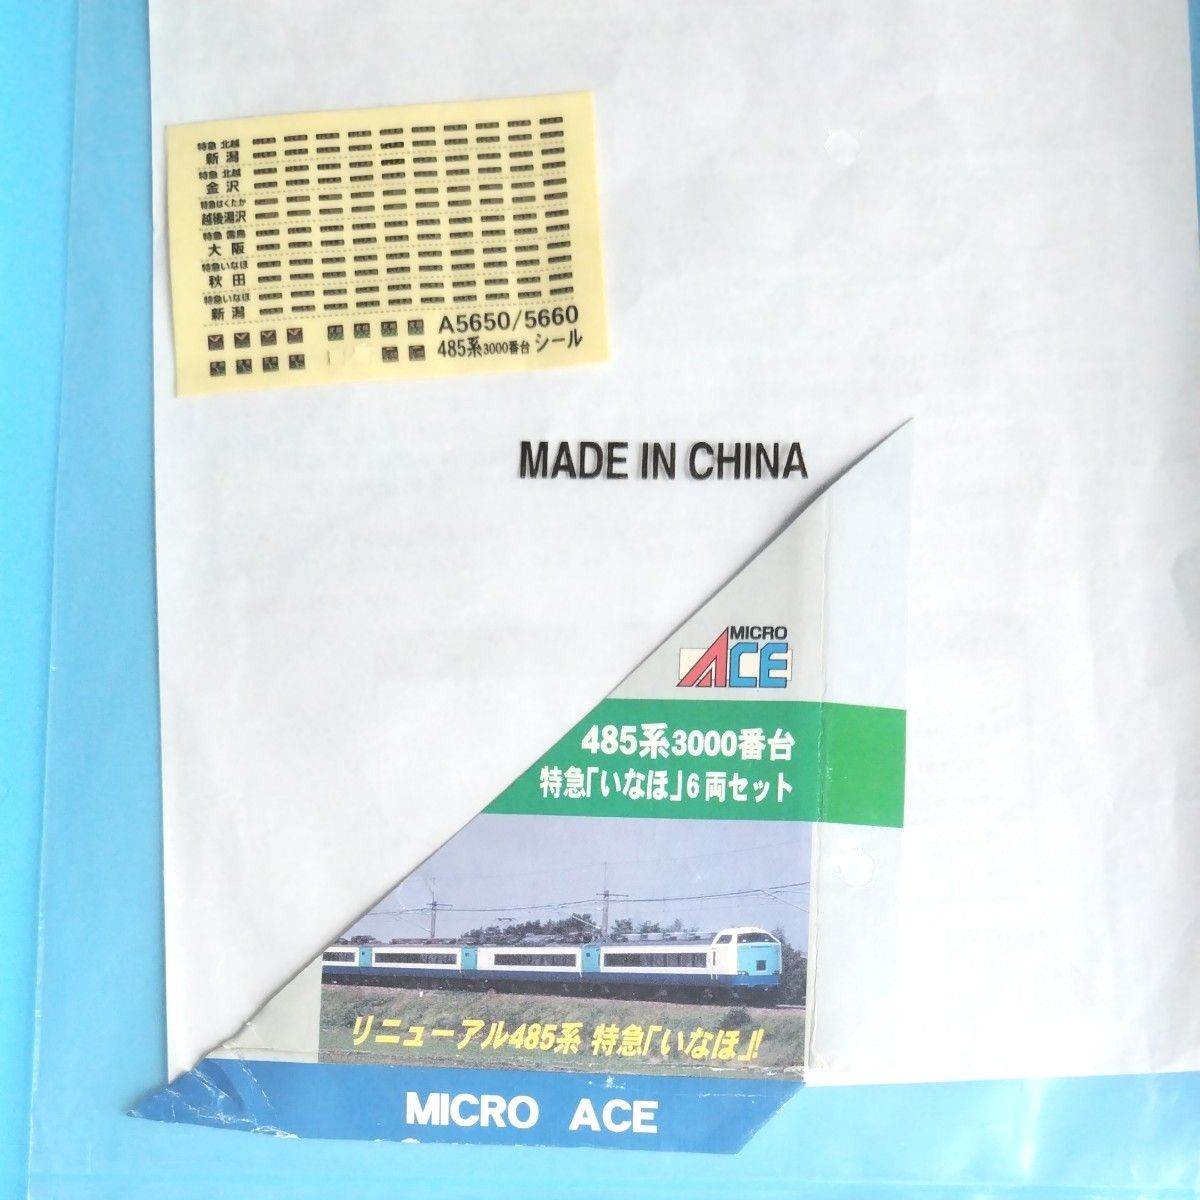 特急 北越
新潟
特急 北越
金沢
特急はくたか
越後湯沢
特急 雷鳥
大阪
特急いなほ
秋田
特急いなほ
新潟
A5650/5660
485系3000番台 シール
MADE IN CHINA
MICRO
ACE
485系3000番台
特急「いなほ」6両セット
リニューアル485系 特急「いなほ」!
MICRO ACE